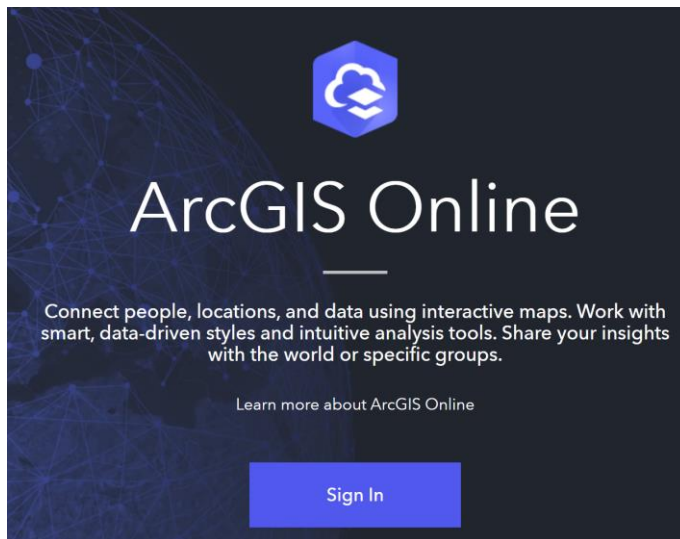 ArcGIS Online
Connect people, locations, and data using interactive maps. Work with
smart, data-driven styles and intuitive analysis tools. Share your insights
with the world or specific groups.
Learn more about ArcGIS Online
Sign In